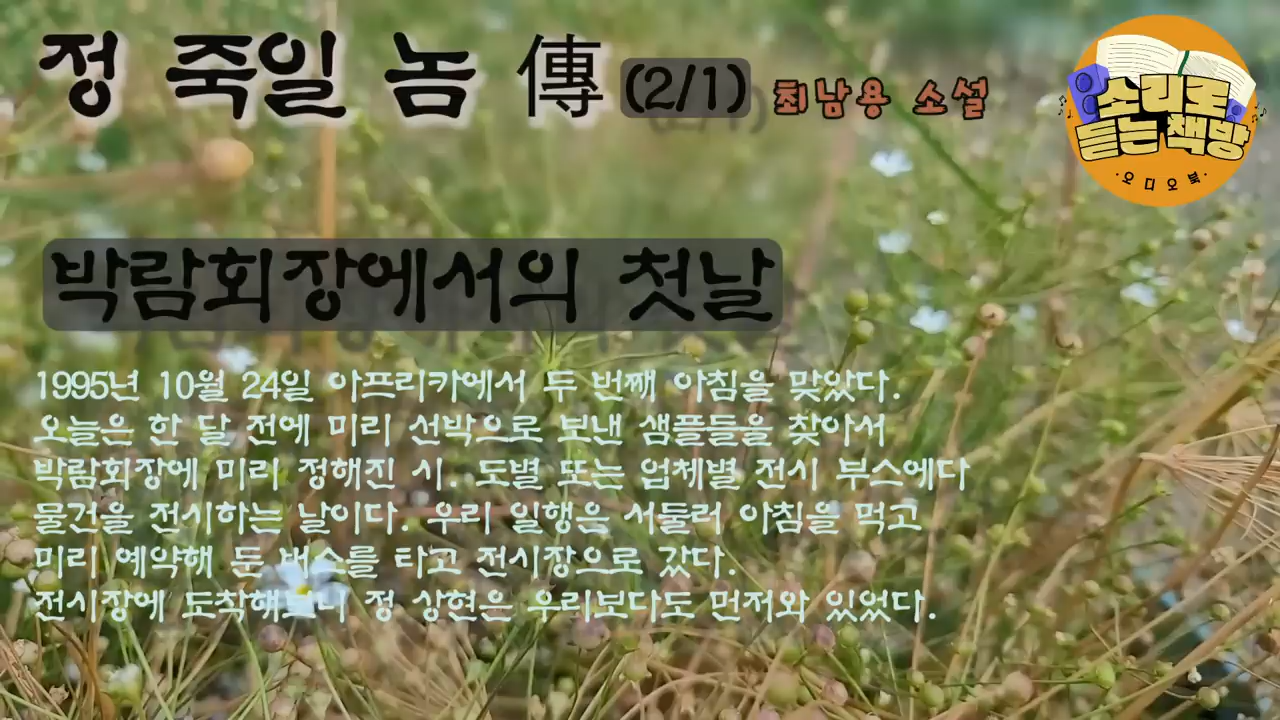 정 죽일 놈 傳 (2/1) 최남용 소설
소리로
듣는 책방
·오디오북·
박람회장에서의 첫날
1995년 10월 24일 아프리카에서 두 번째 아침을 맞았다.
오늘은 한 달 전에 미리 선박으로 보낸 샘플들을 찾아서
박람회장에 미리 정해진 시. 도별 또는 업체별 전시 부스에다
물건을 전시하는 날이다. 우리 일행은 서둘러 아침을 먹고
미리 예약해 둔 버스를 타고 전시장으로 갔다.
전시장에 도착해보니 정 상현은 우리보다도 먼저와 있었다.